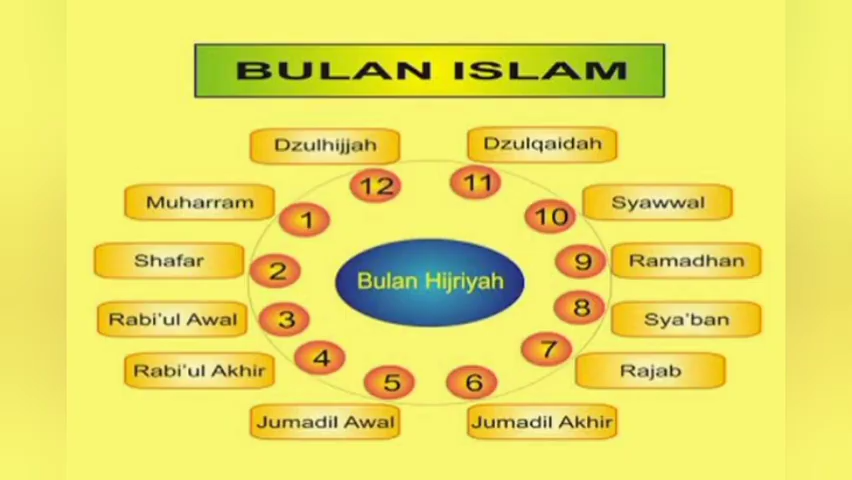 BULAN ISLAM
Dzulhijjah
Dzulqaidah
12
11
Muharram
1
10
Syawwal
Shafar
2
9
Ramadhan
Bulan Hijriyah
Rabi'ul Awal
3
8
Sya'ban
Rabi'ul Akhir
4
7
Rajab
5
6
Jumadil Awal
Jumadil Akhir